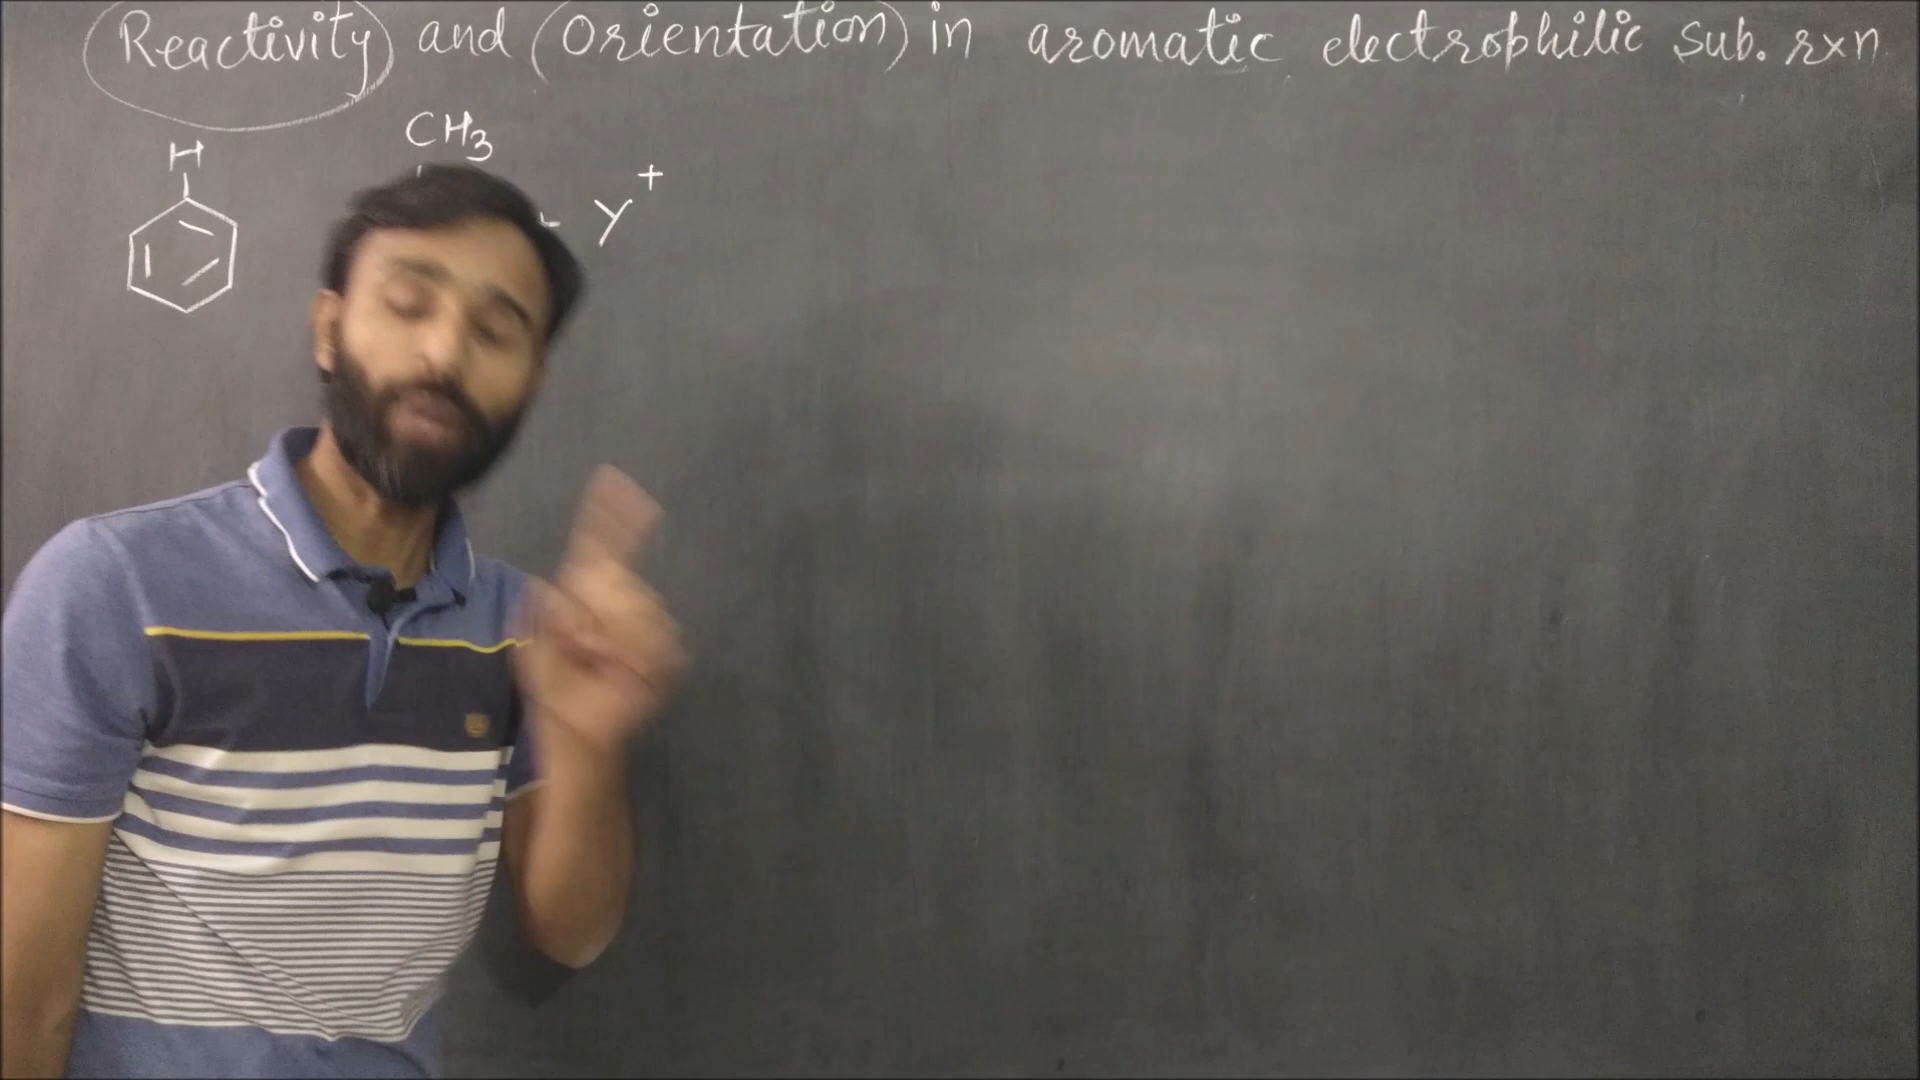 Reactivity and (Orientation) in aromatic electrophilic sub. rxn
CH3
H
Y+